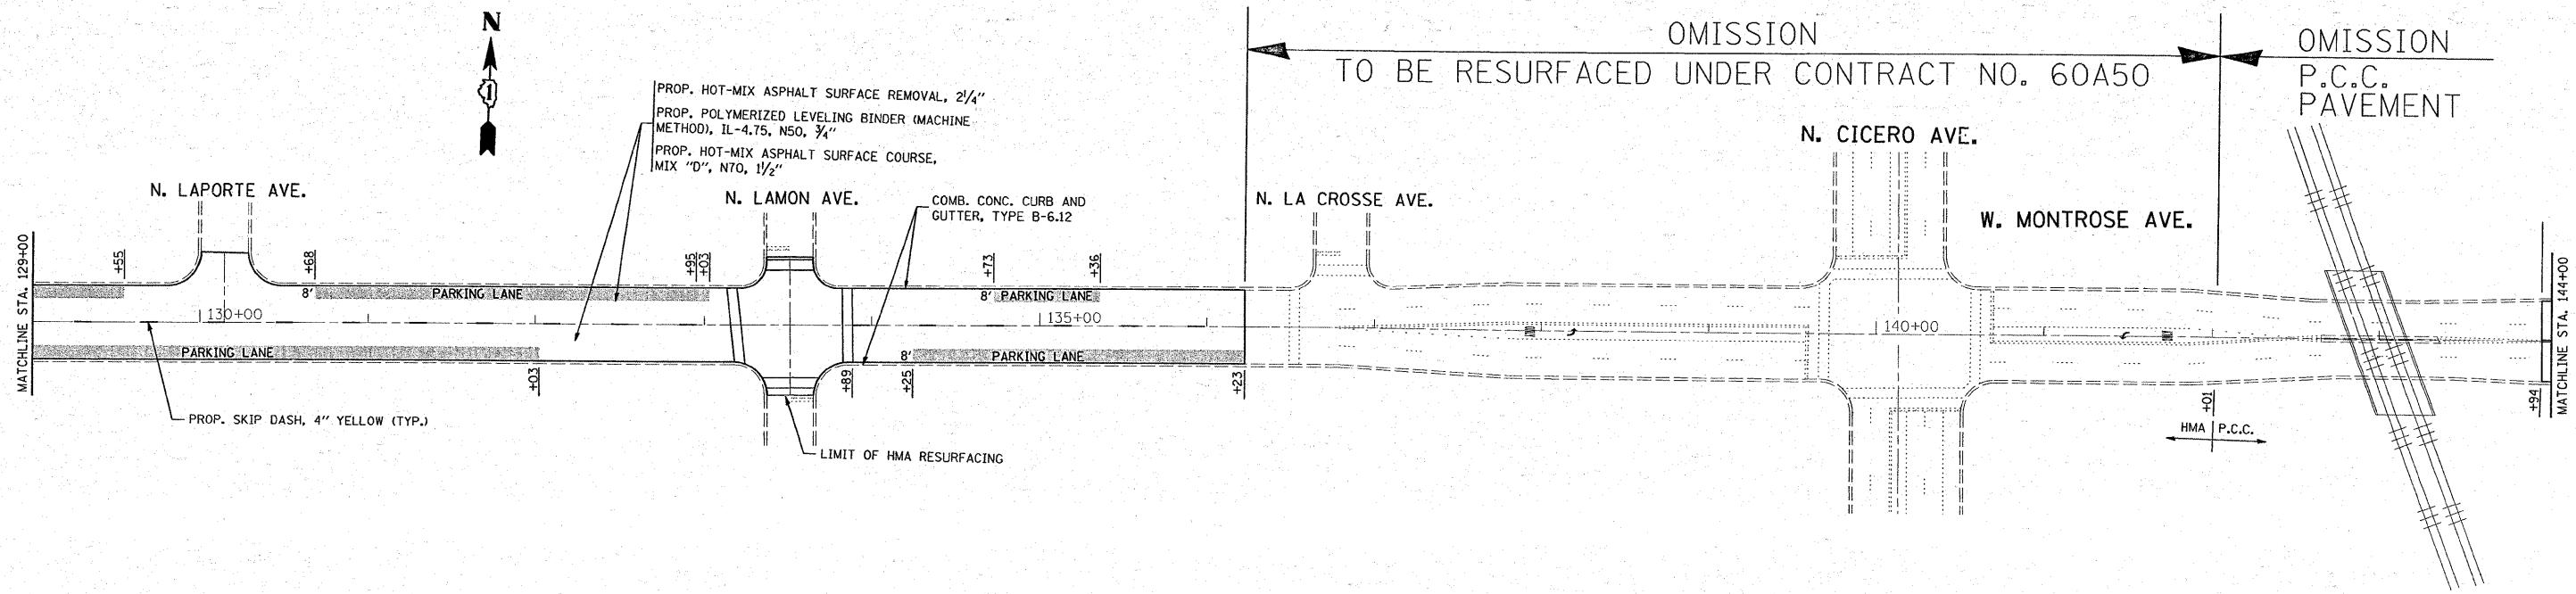 N
OMISSION
TO BE RESURFACED UNDER CONTRACT NO. 60A50
OMISSION
P.C.C.
PAVEMENT
PROP. HOT-MIX ASPHALT SURFACE REMOVAL, 2 1/4"
PROP. POLYMERIZED LEVELING BINDER (MACHINE
METHOD), IL-4.75, N50, 3/4"
PROP. HOT-MIX ASPHALT SURFACE COURSE,
MIX "D", N70, 1 1/2"
N. CICERO AVE.
N. LAPORTE AVE.
N. LAMON AVE.
COMB. CONC. CURB AND
GUTTER, TYPE B-6.12
N. LA CROSSE AVE.
W. MONTROSE AVE.
MATCHLINE STA. 129+00
+55
+68
+95
+03
+73
+36
8'
PARKING LANE
8'
PARKING LANE
130+00
135+00
140+00
PARKING LANE
8'
PARKING LANE
+03
+89
+25
+23
+01
+94
MATCHLINE STA. 144+00
PROP. SKIP DASH, 4" YELLOW (TYP.)
HMA
P.C.C.
LIMIT OF HMA RESURFACING